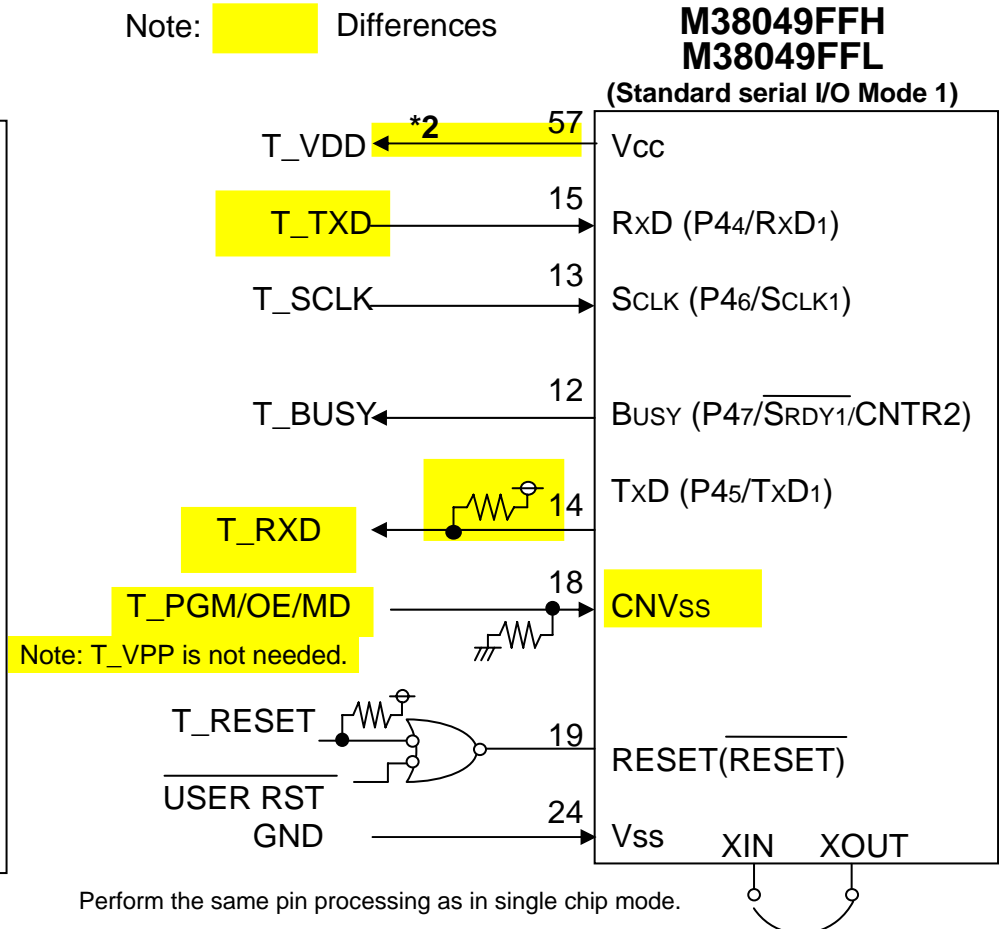 Note: Differences
M38049FFH
M38049FFL
(Standard serial I/O Mode 1)
T_VDD *2 57 Vcc
T_TXD 15 RxD (P44/RxD1)
T_SCLK 13 SCLK (P46/SCLK1)
T_BUSY 12 BUSY (P47/SRDY1/CNTR2)
TxD (P45/TxD1)
T_RXD 14
T_PGM/OE/MD 18 CNVss
Note: T_VPP is not needed.
T_RESET 19 RESET(RESET)
USER RST
GND 24 Vss
XIN XOUT
Perform the same pin processing as in single chip mode.